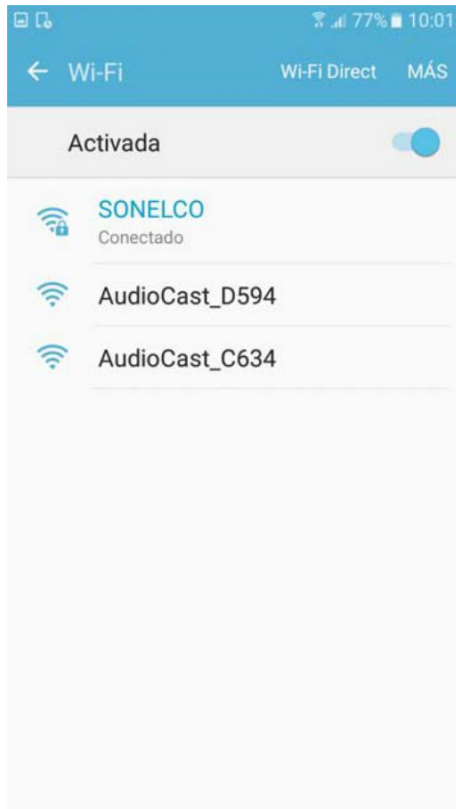 77% 10:01
Wi-Fi Wi-Fi Direct MÁS
Activada
SONELCO
Conectado
AudioCast_D594
AudioCast_C634